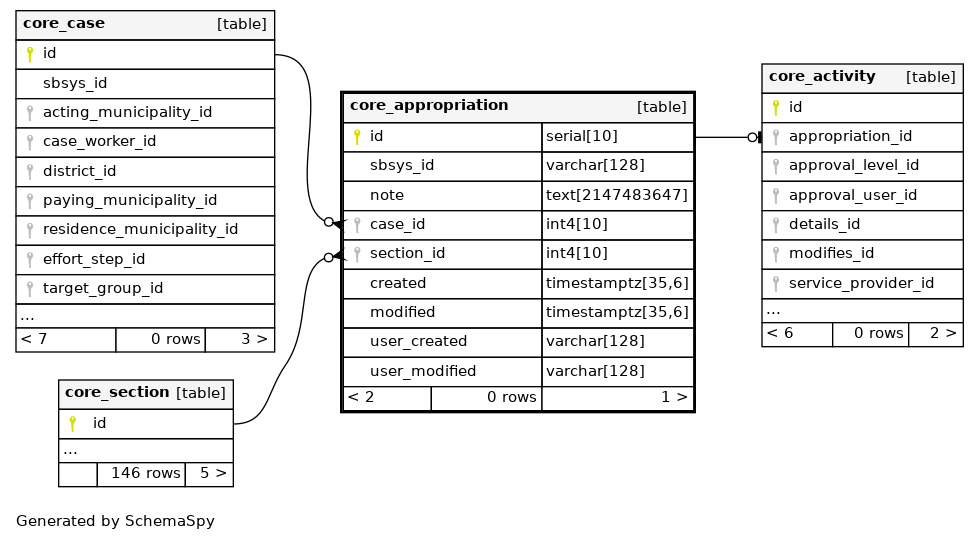 core_case [table]
id
sbsys_id
acting_municipality_id
case_worker_id
district_id
paying_municipality_id
residence_municipality_id
effort_step_id
target_group_id
...
< 7 0 rows 3 >
core_section [table]
id
...
146 rows 5 >
core_appropriation [table]
id serial[10]
sbsys_id varchar[128]
note text[2147483647]
case_id int4[10]
section_id int4[10]
created timestamptz[35,6]
modified timestamptz[35,6]
user_created varchar[128]
user_modified varchar[128]
< 2 0 rows 1 >
core_activity [table]
id
appropriation_id
approval_level_id
approval_user_id
details_id
modifies_id
service_provider_id
...
< 6 0 rows 2 >
Generated by SchemaSpy